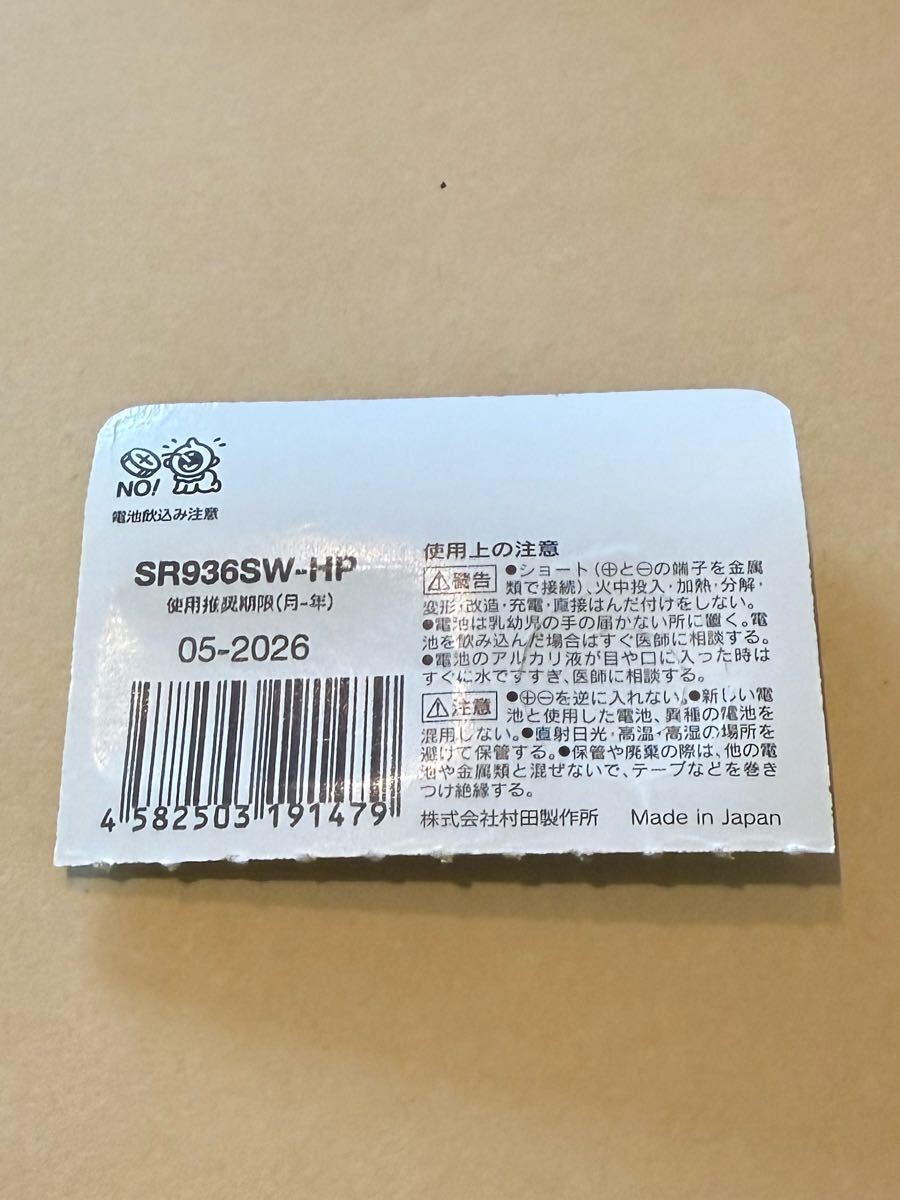 NO!
電池飲込み注意
SR936SW-HP
使用推奨期限(月-年)
05-2026
4 582503 191479
使用上の注意
⚠警告 ●ショート(⊕と⊖の端子を金属
類で接続)、火中投入・加熱・分解・
変形・改造・充電・直接はんだ付けをしない。
●電池は乳幼児の手の届かない所に置く。電
池を飲み込んだ場合はすぐ医師に相談する。
●電池のアルカリ液が目や口に入った時は
すぐに水ですすぎ、医師に相談する。
⚠注意 ●⊕⊖を逆に入れない。●新しい電
池と使用した電池、異種の電池を
混用しない。●直射日光・高温・高湿の場所を
避けて保管する。●保管や廃棄の際は、他の電
池や金属類と混ぜないで、テープなどを巻き
つけ絶縁する。
株式会社村田製作所 Made in Japan